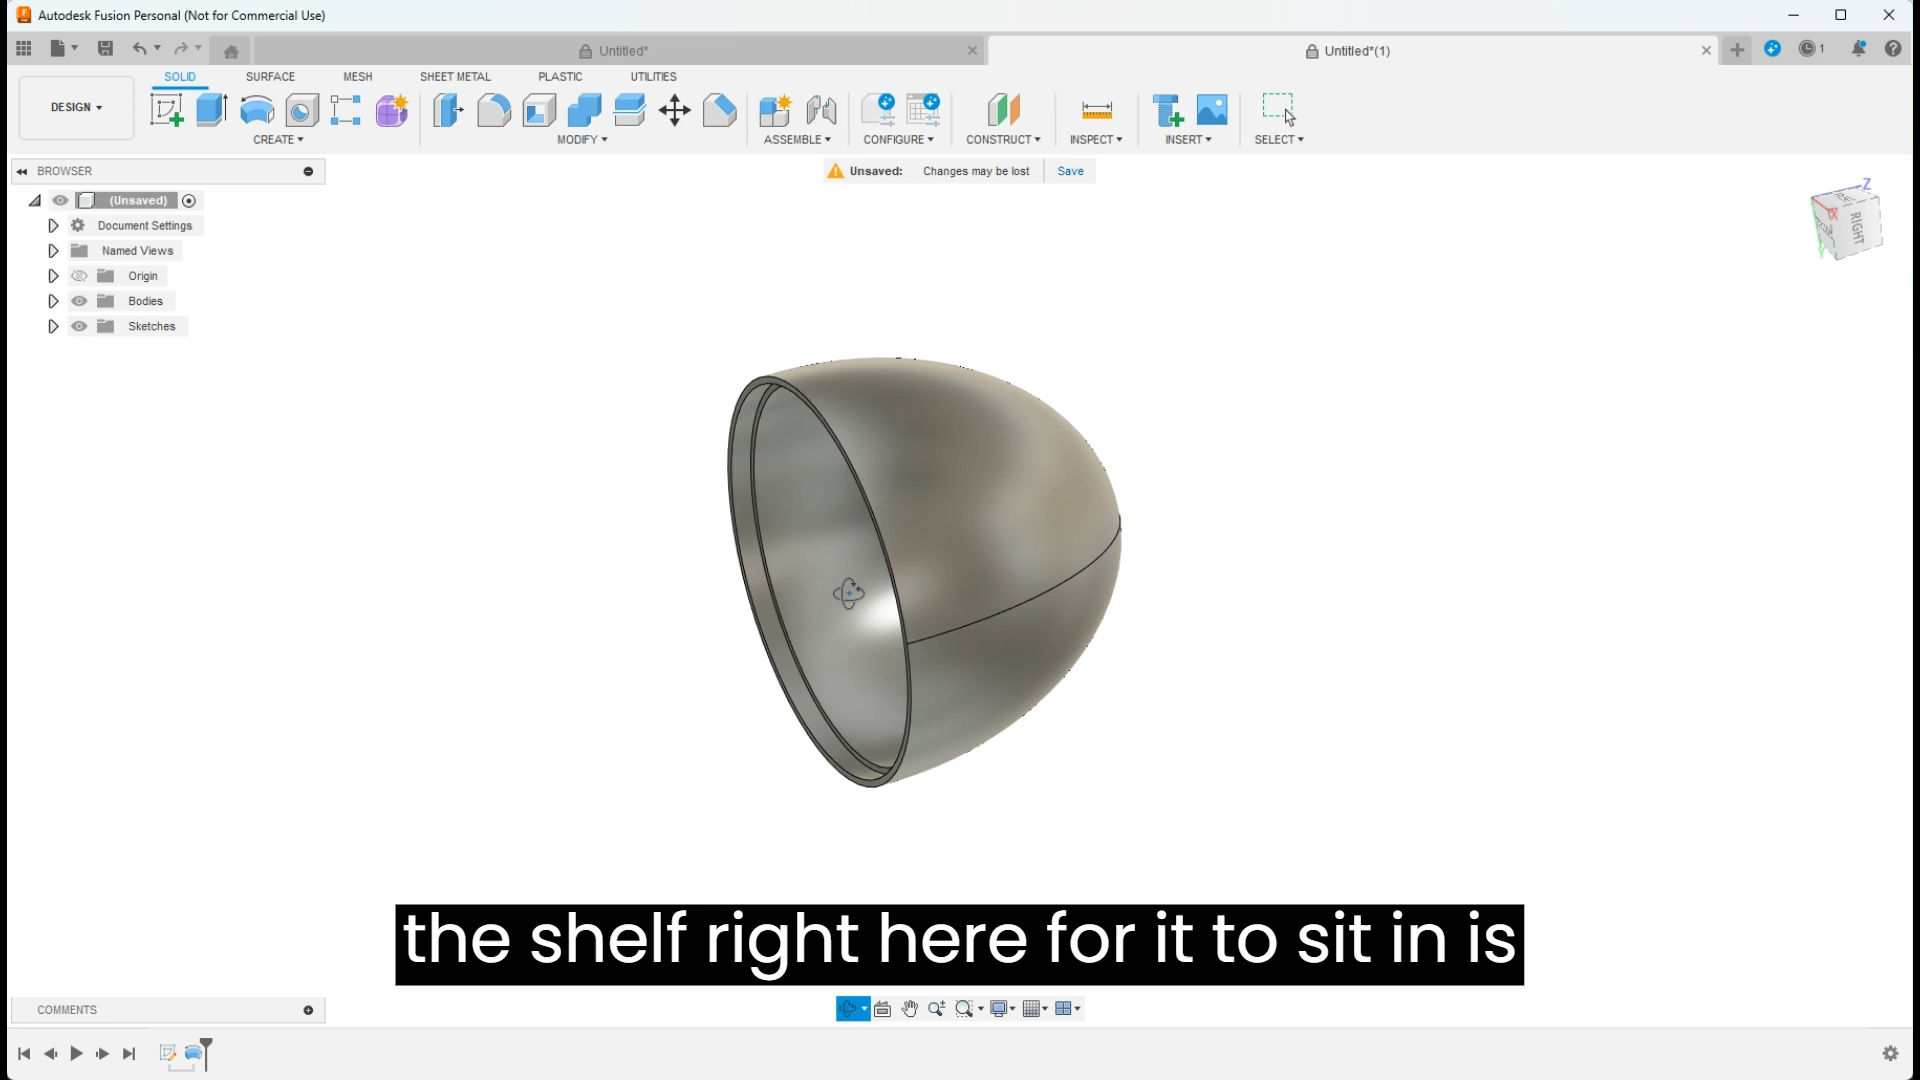 Autodesk Fusion Personal (Not for Commercial Use)
Untitled*
Untitled*(1)
1
DESIGN
SOLID
SURFACE
MESH
SHEET METAL
PLASTIC
UTILITIES
CREATE
MODIFY
ASSEMBLE
CONFIGURE
CONSTRUCT
INSPECT
INSERT
SELECT
BROWSER
Unsaved: Changes may be lost Save
(Unsaved)
Document Settings
Named Views
Origin
Bodies
Sketches
Z
X
RIGHT
the shelf right here for it to sit in is
COMMENTS